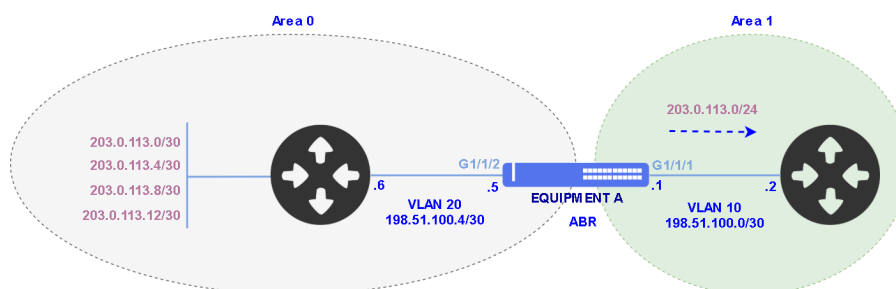 Area 0
Area 1
203.0.113.0/24
203.0.113.0/30
203.0.113.4/30
203.0.113.8/30
203.0.113.12/30
G1/1/2
G1/1/1
.6
.5
.1
.2
EQUIPMENT A
VLAN 20
198.51.100.4/30
ABR
VLAN 10
198.51.100.0/30